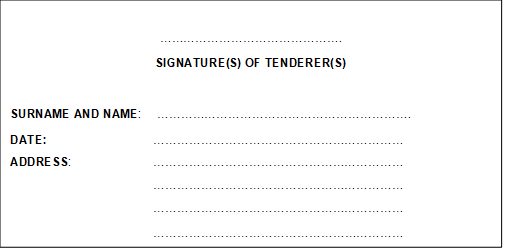 ……………………………………….
SIGNATURE(S) OF TENDERER(S)
SURNAME AND NAME: ……………………………………………………….
DATE: ………………………………………………………
ADDRESS: ………………………………………………………
………………………………………………………
………………………………………………………
………………………………………………………